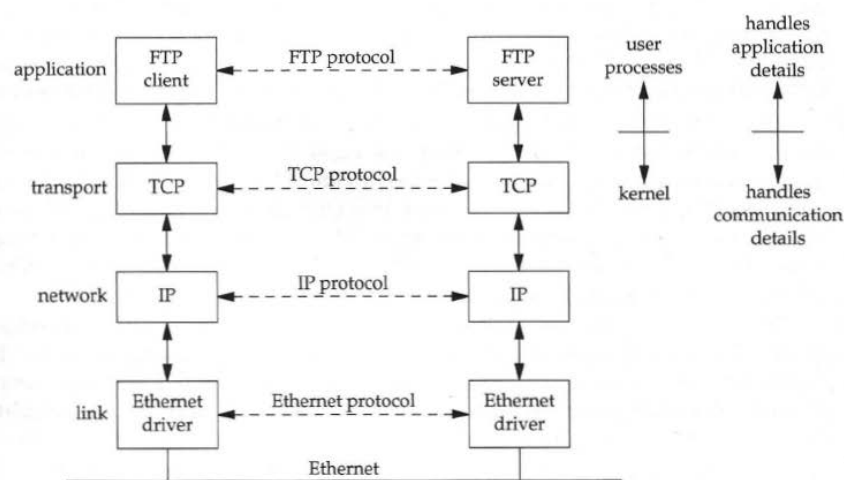 application
FTP
client
FTP protocol
FTP
server
user
processes
handles
application
details
transport
TCP
TCP protocol
TCP
kernel
handles
communication
details
network
IP
IP protocol
IP
link
Ethernet
driver
Ethernet protocol
Ethernet
driver
Ethernet